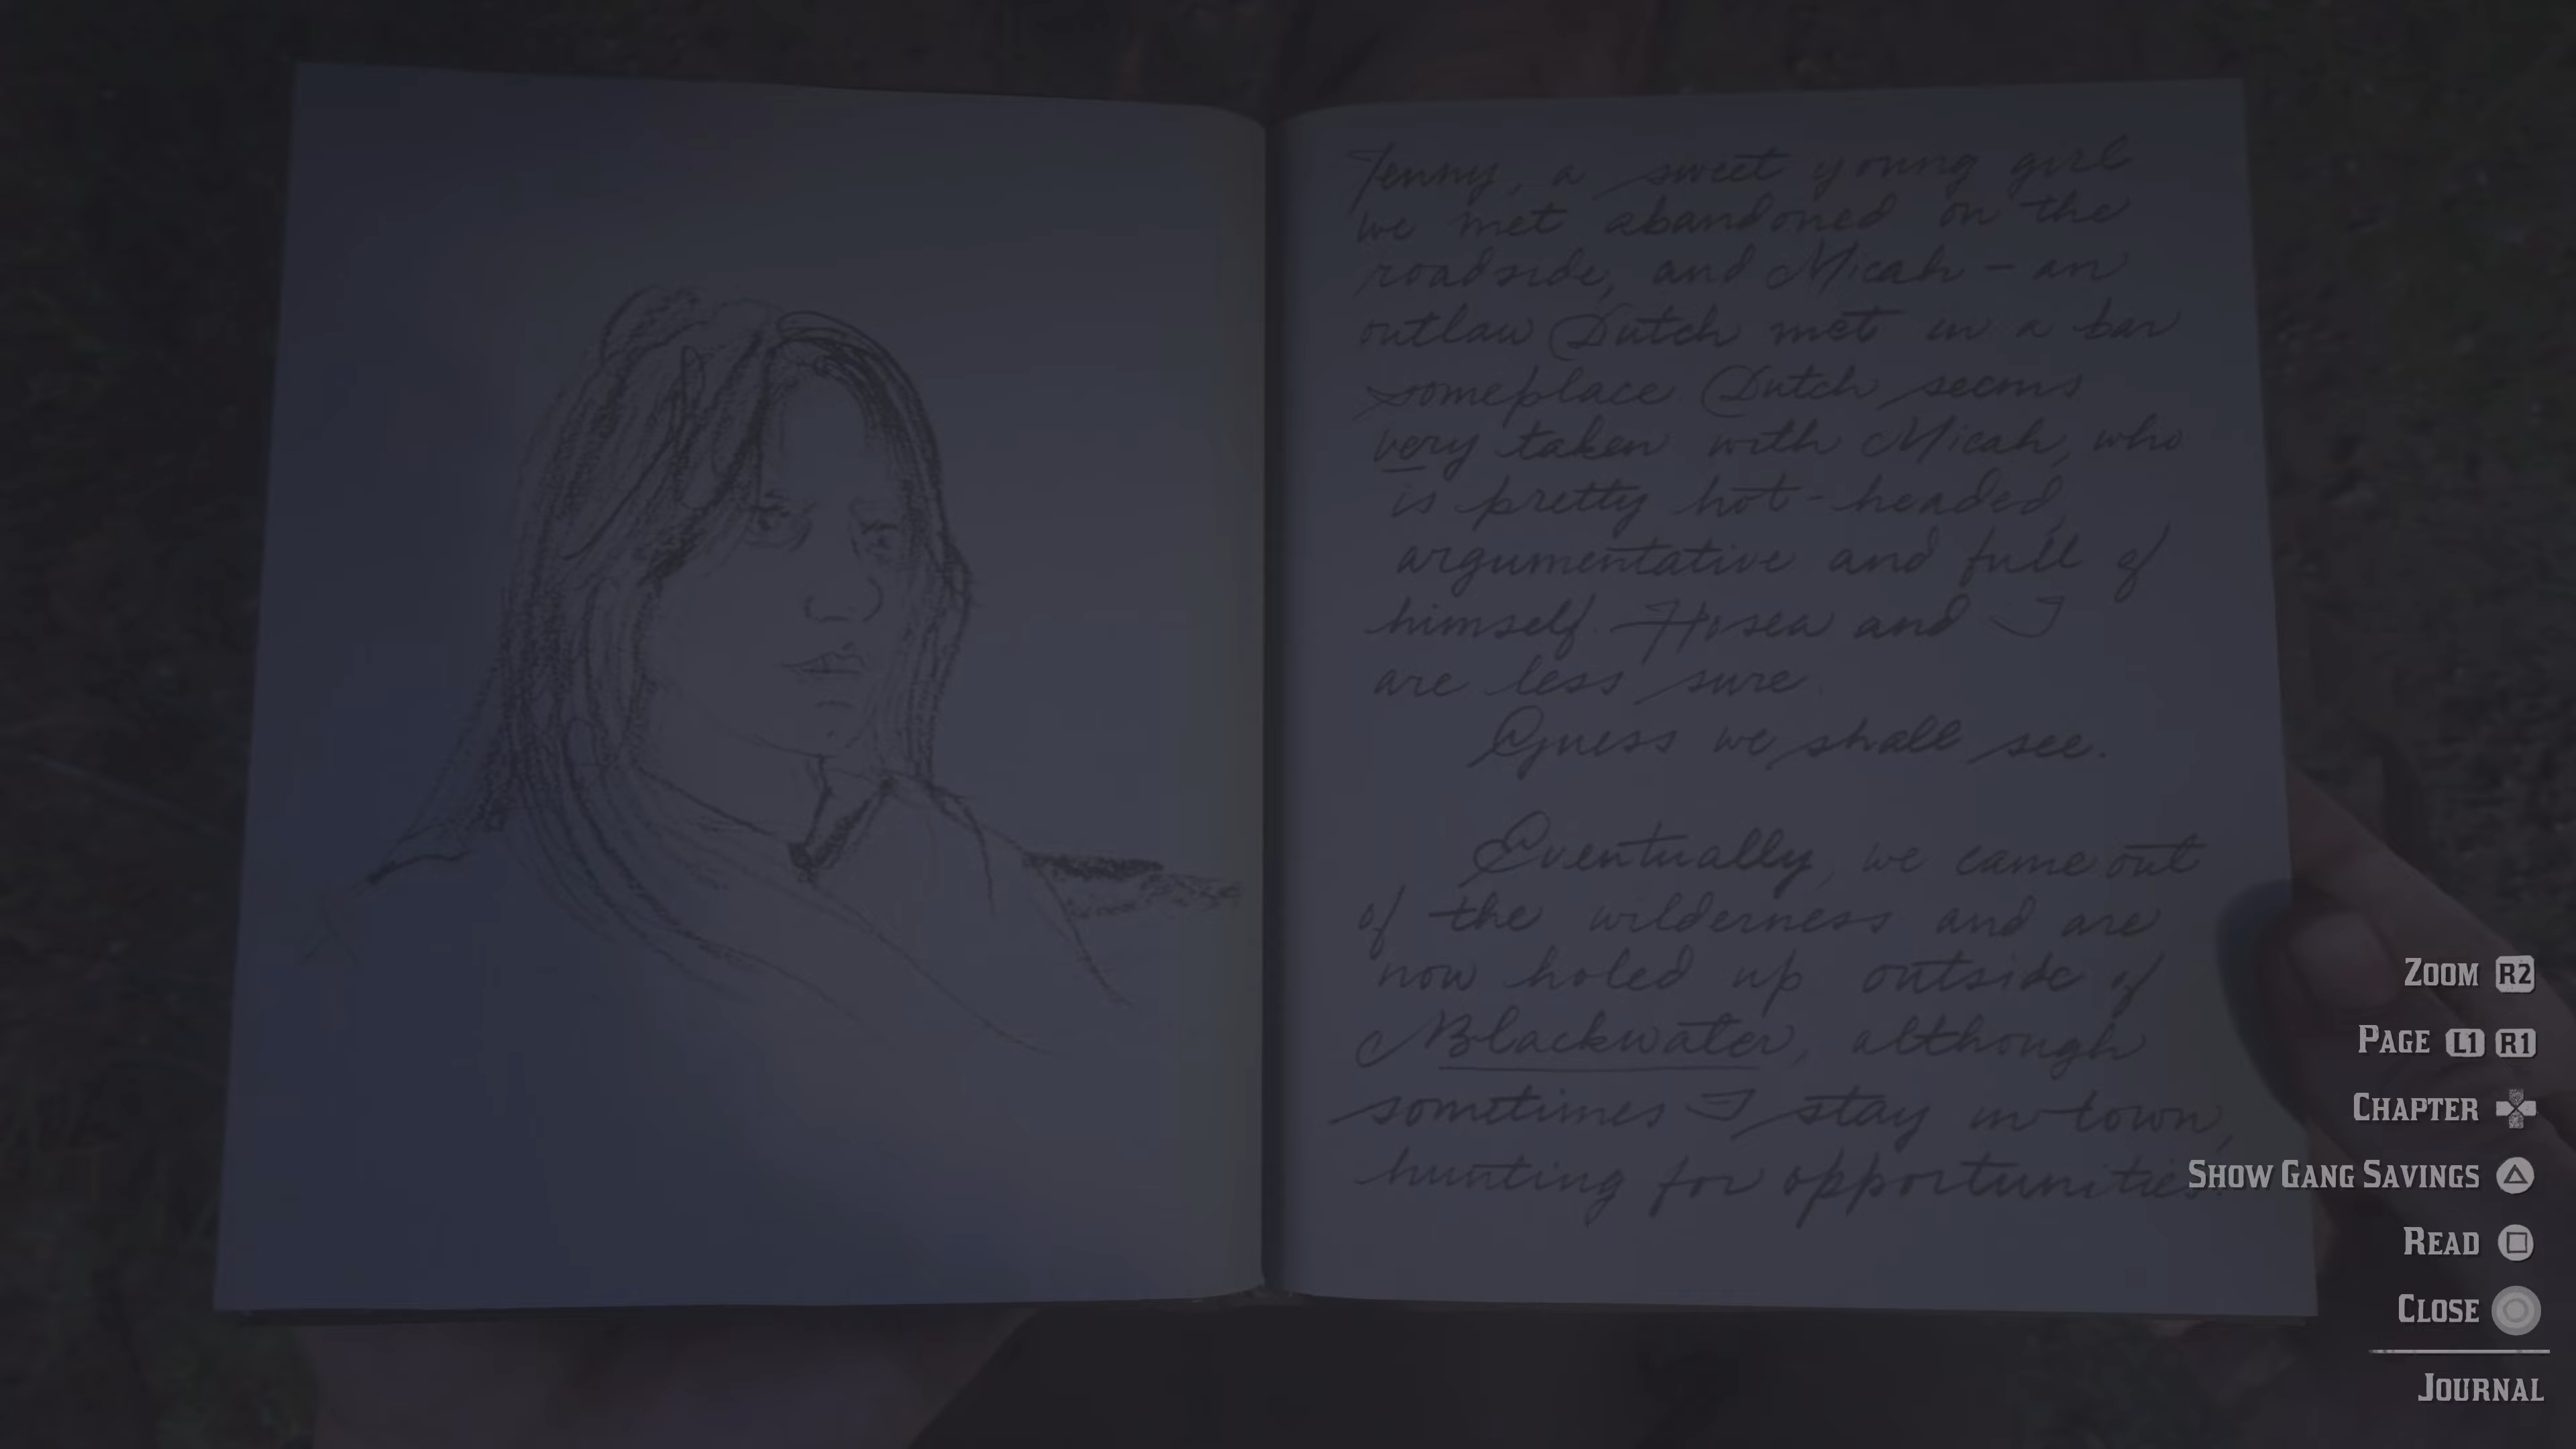 Jenny, a sweet young girl
we met abandoned on the
roadside, and Micah - an
outlaw Dutch met in a bar
someplace Dutch seems
very taken with Micah, who
is pretty hot-headed,
argumentative and full of
himself. Hosea and I
are less sure.
Guess we shall see.
Eventually, we came out
of the wilderness and are
now holed up outside of
Blackwater, although
sometimes I stay in town,
hunting for opportunities.
ZOOM R2
PAGE L1 R1
CHAPTER
SHOW GANG SAVINGS
READ
CLOSE
JOURNAL